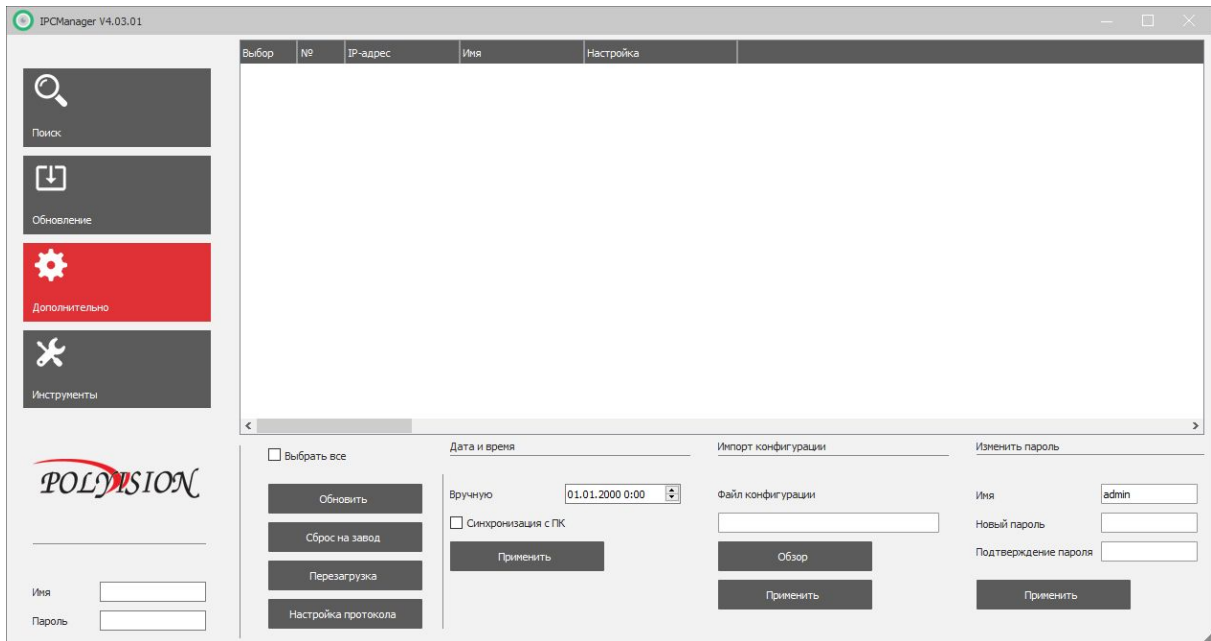 IPCManager V4.03.01
Выбор № IP-адрес Имя Настройка
Поиск
Обновление
Дополнительно
Инструменты
POLYVISION
Имя
Пароль
Выбрать все
Обновить
Сброс на завод
Перезагрузка
Настройка протокола
Дата и время
Вручную 01.01.2000 0:00
Синхронизация с ПК
Применить
Импорт конфигурации
Файл конфигурации
Обзор
Применить
Изменить пароль
Имя admin
Новый пароль
Подтверждение пароля
Применить